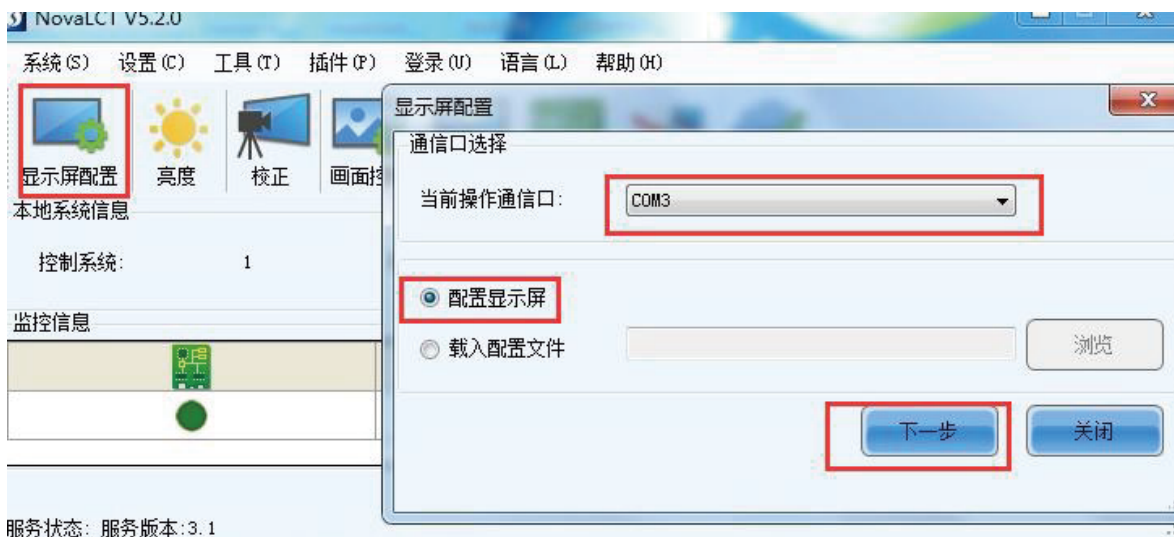 NovaLCT V5.2.0
系统(S) 设置(C) 工具(T) 插件(P) 登录(U) 语言(L) 帮助(H)
显示屏配置 亮度 校正
本地系统信息
控制系统: 1
监控信息
服务状态: 服务版本:3.1
显示屏配置
通信口选择
当前操作通信口: COM3
配置显示屏
载入配置文件 浏览
下一步 关闭